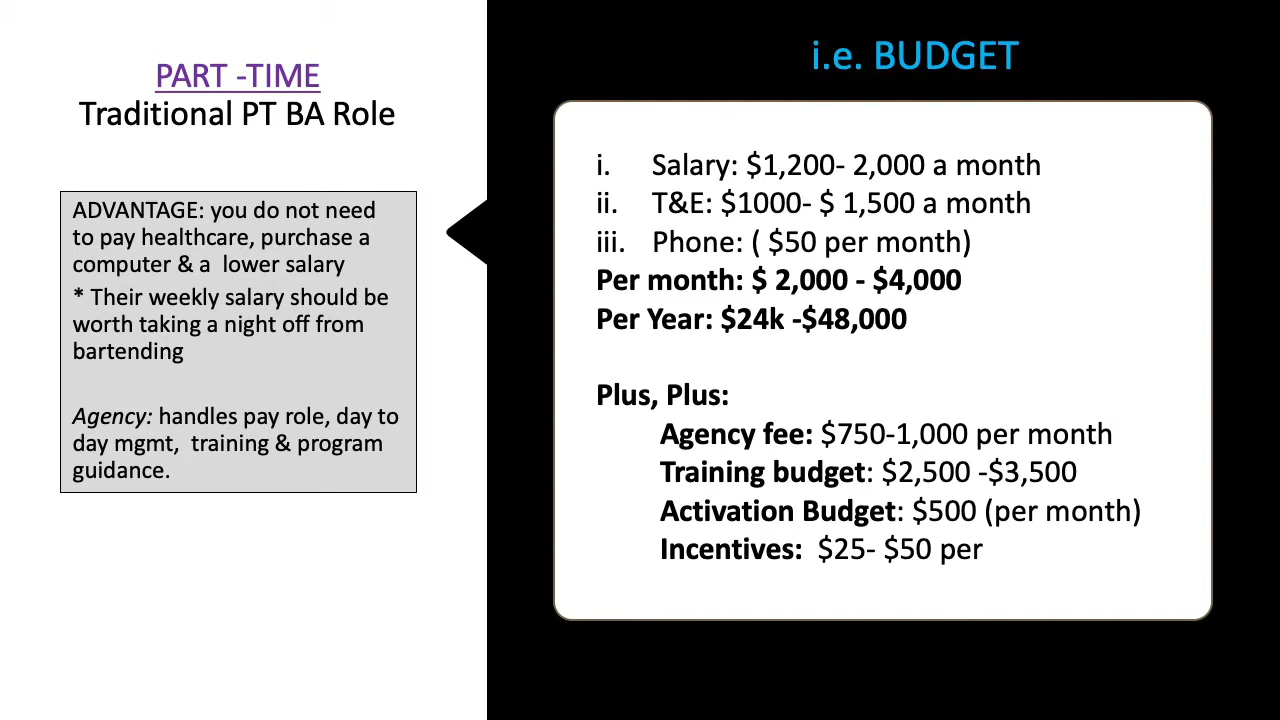 PART -TIME
Traditional PT BA Role
ADVANTAGE: you do not need
to pay healthcare, purchase a
computer & a lower salary
* Their weekly salary should be
worth taking a night off from
bartending
Agency: handles pay role, day to
day mgmt, training & program
guidance.
i.e. BUDGET
i. Salary: $1,200- 2,000 a month
ii. T&E: $1000- $ 1,500 a month
iii. Phone: ( $50 per month)
Per month: $ 2,000 - $4,000
Per Year: $24k -$48,000
Plus, Plus:
Agency fee: $750-1,000 per month
Training budget: $2,500 -$3,500
Activation Budget: $500 (per month)
Incentives: $25- $50 per